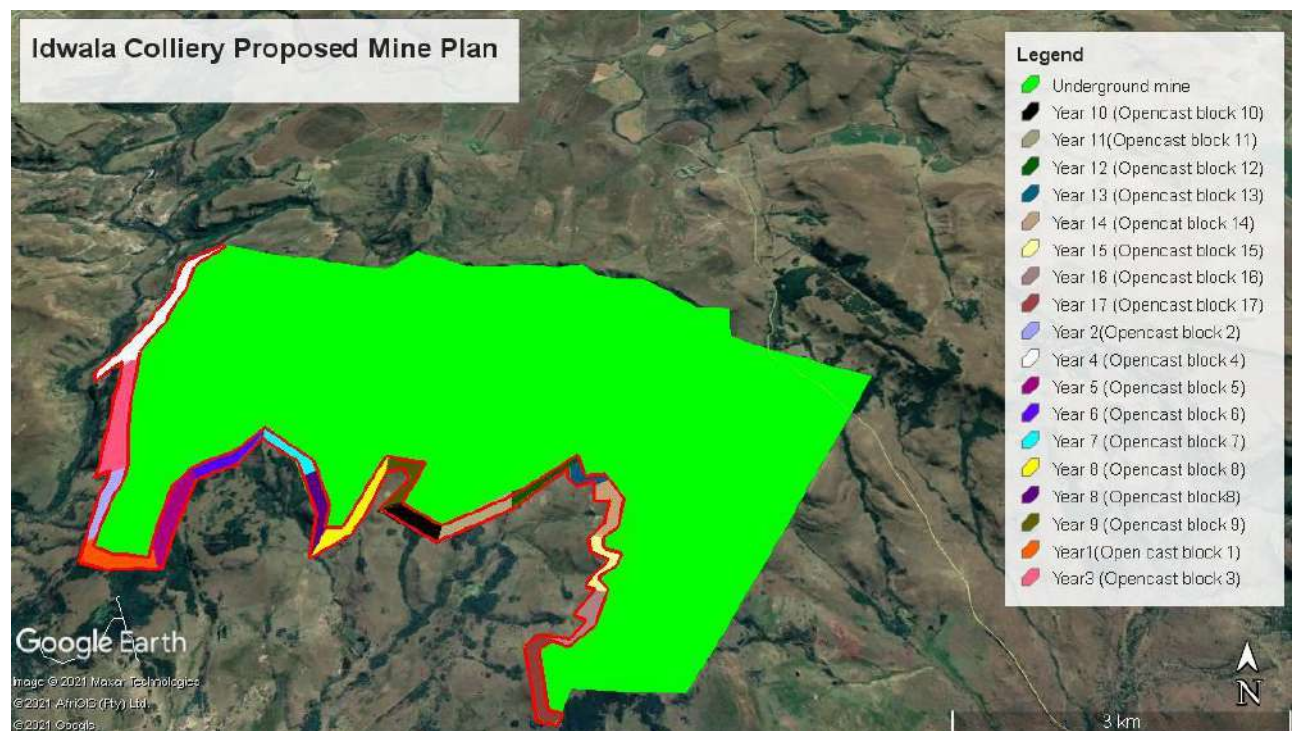 Idwala Colliery Proposed Mine Plan
Legend
Underground mine
Year 10 (Opencast block 10)
Year 11(Opencast block 11)
Year 12 (Opencast block 12)
Year 13 (Opencast block 13)
Year 14 (Opencat block 14)
Year 15 (Opencast block 15)
Year 16 (Opencast block 16)
Year 17 (Opencast block 17)
Year 2(Opencast block 2)
Year 4 (Opencast block 4)
Year 5 (Opencast block 5)
Year 6 (Opencast block 6)
Year 7 (Opencast block 7)
Year 8 (Opencast block 8)
Year 8 (Opencast block8)
Year 9 (Opencast block 9)
Year1(Open cast block 1)
Year3 (Opencast block 3)
Google Earth
Image © 2021 Maxar Technologies
© 2021 AfriGIS (Pty) Ltd.
© 2021 Google
N
3 km